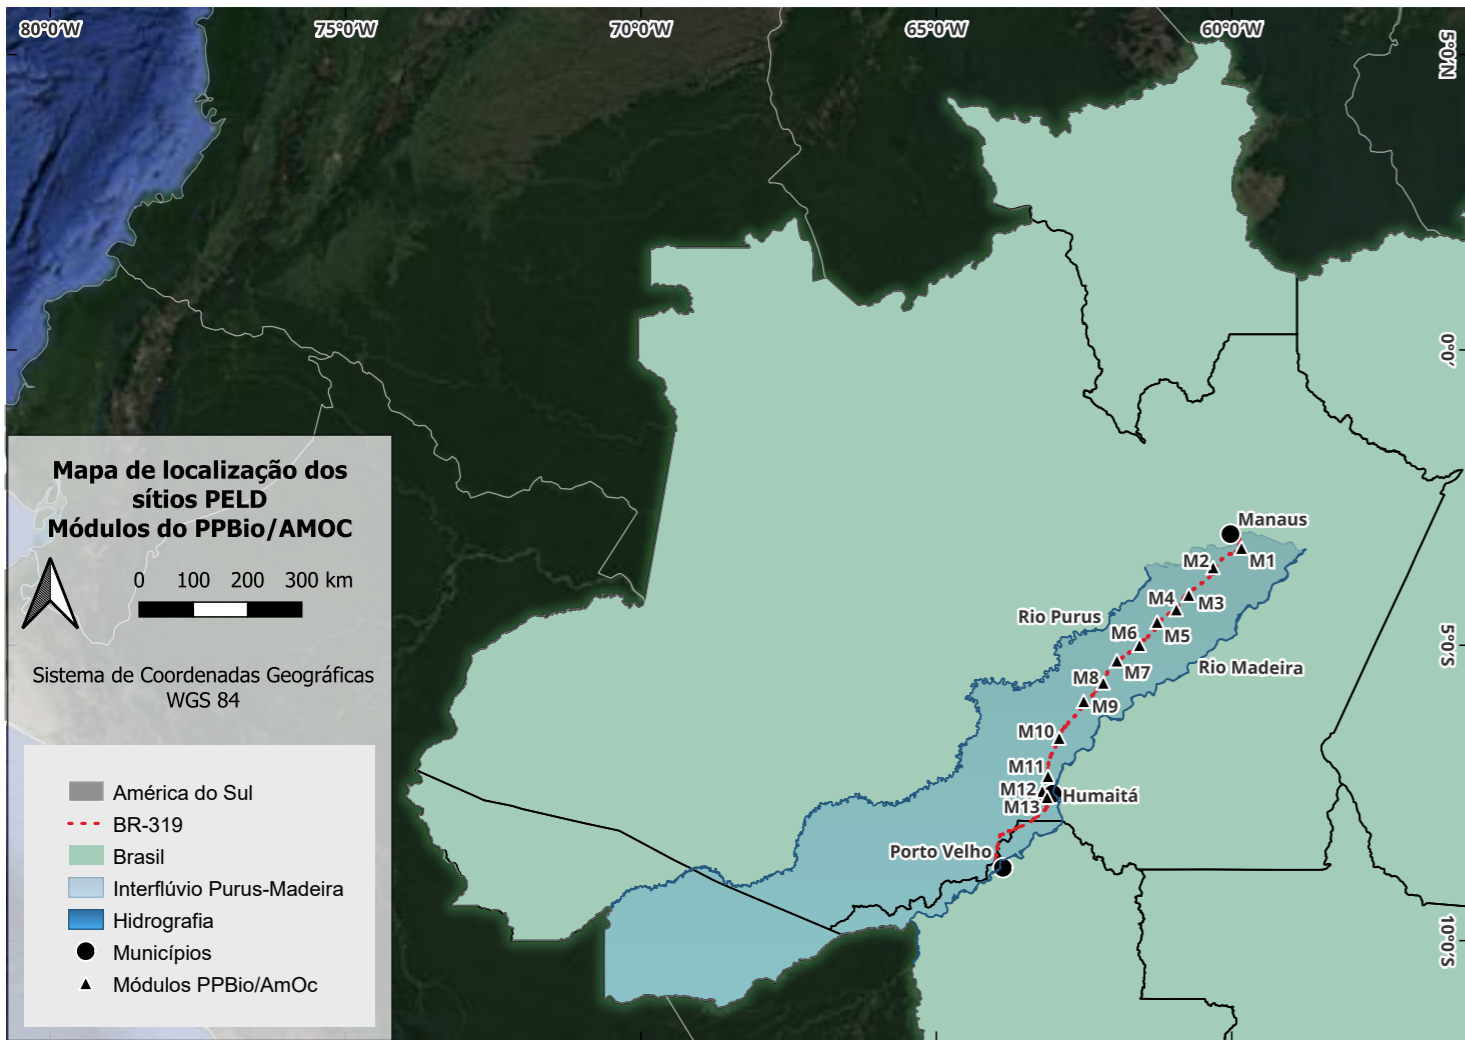 80°0′W
75°0′W
70°0′W
65°0′W
60°0′W
5°0′N
0°0′
5°0′S
10°0′S
Manaus
M1
M2
M3
M4
M5
M6
M7
M8
M9
M10
M11
M12
M13
Rio Purus
Rio Madeira
Humaitá
Porto Velho
Mapa de localização dos
sítios PELD
Módulos do PPBio/AMOC
0 100 200 300 km
Sistema de Coordenadas Geográficas
WGS 84
América do Sul
BR-319
Brasil
Interflúvio Purus-Madeira
Hidrografia
Municípios
Módulos PPBio/AmOc